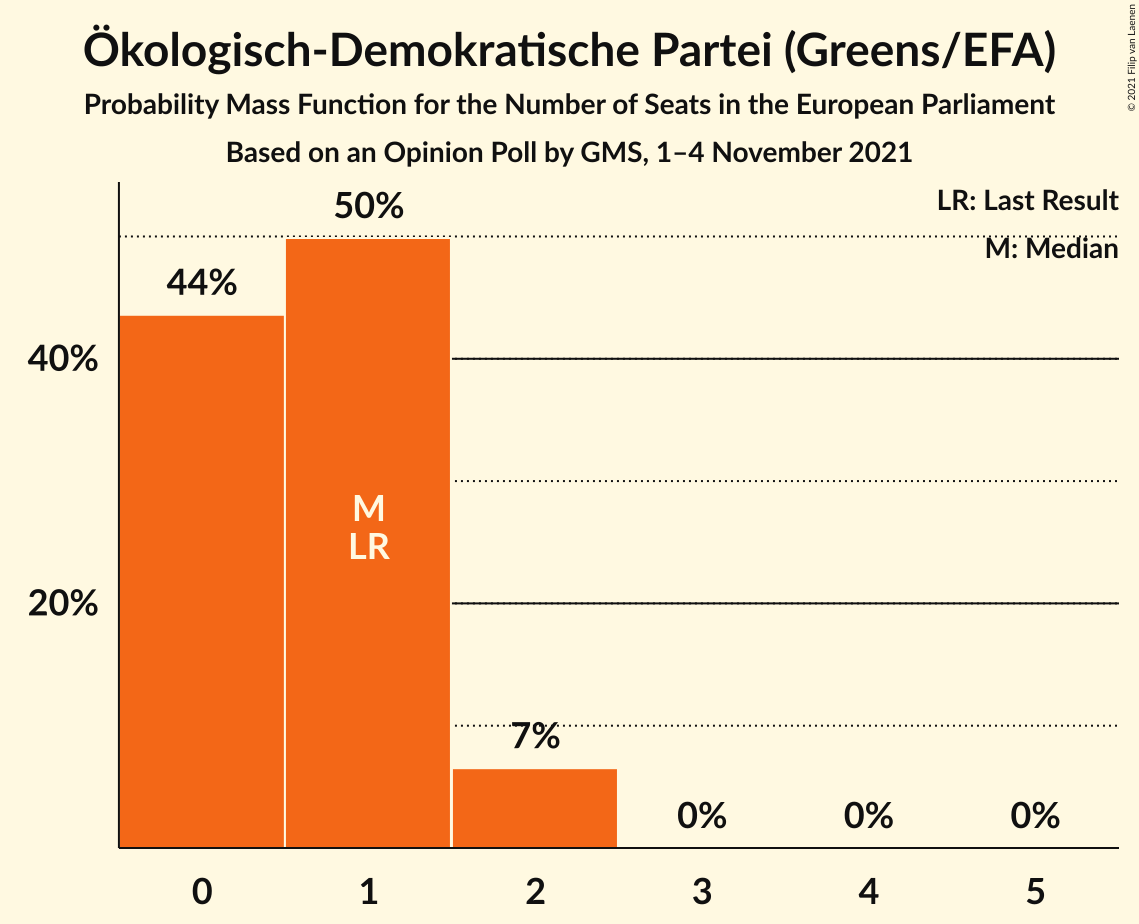 Ökologisch-Demokratische Partei (Greens/EFA)
Probability Mass Function for the Number of Seats in the European Parliament
Based on an Opinion Poll by GMS, 1–4 November 2021
© 2021 Filip van Laenen
LR: Last Result
M: Median
50%
44%
40%
M
LR
20%
7%
0%
0%
0%
0
1
2
3
4
5